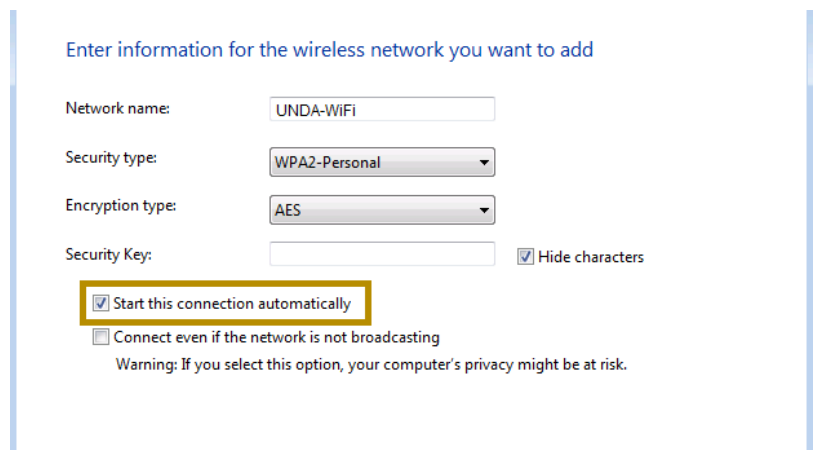 Enter information for the wireless network you want to add
Network name: UNDA-WiFi
Security type: WPA2-Personal
Encryption type: AES
Security Key: Hide characters
Start this connection automatically
Connect even if the network is not broadcasting
Warning: If you select this option, your computer's privacy might be at risk.